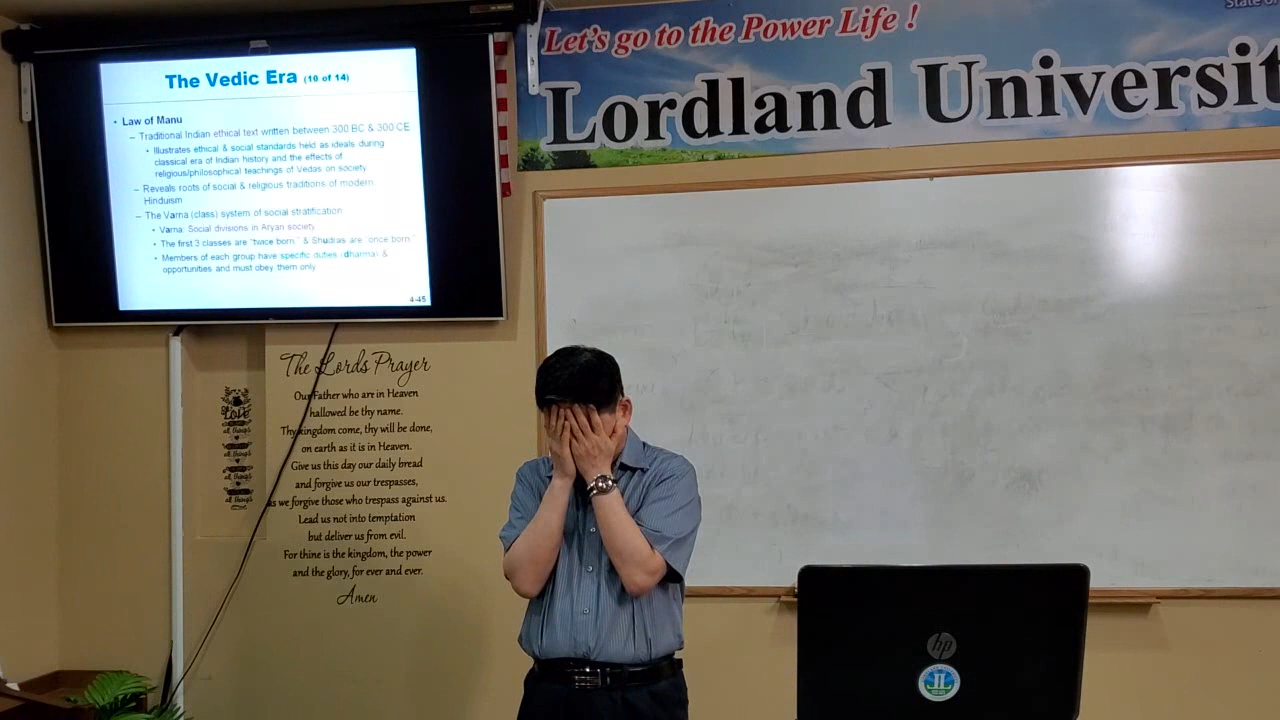 The Vedic Era (10 of 14)
• Law of Manu
– Traditional Indian ethical text written between 300 BC & 300 CE
• Illustrates ethical & social standards held as ideals during
classical era of Indian history and the effects of
religious/philosophical teachings of Vedas on society
– Reveals roots of social & religious traditions of modern
Hinduism
– The Varna (class) system of social stratification
• Varna: Social divisions in Aryan society
• The first 3 classes are "twice born," & Shudras are "once born."
• Members of each group have specific duties (dharma) &
opportunities and must obey them only
4-45
State of
Let's go to the Power Life !
Lordland Universit
The Lords Prayer
Our Father who are in Heaven
hallowed be thy name.
Thy kingdom come, thy will be done,
on earth as it is in Heaven.
Give us this day our daily bread
and forgive us our trespasses,
as we forgive those who trespass against us.
Lead us not into temptation
but deliver us from evil.
For thine is the kingdom, the power
and the glory, for ever and ever.
Amen
LOVE
all things
all things
all things
hp